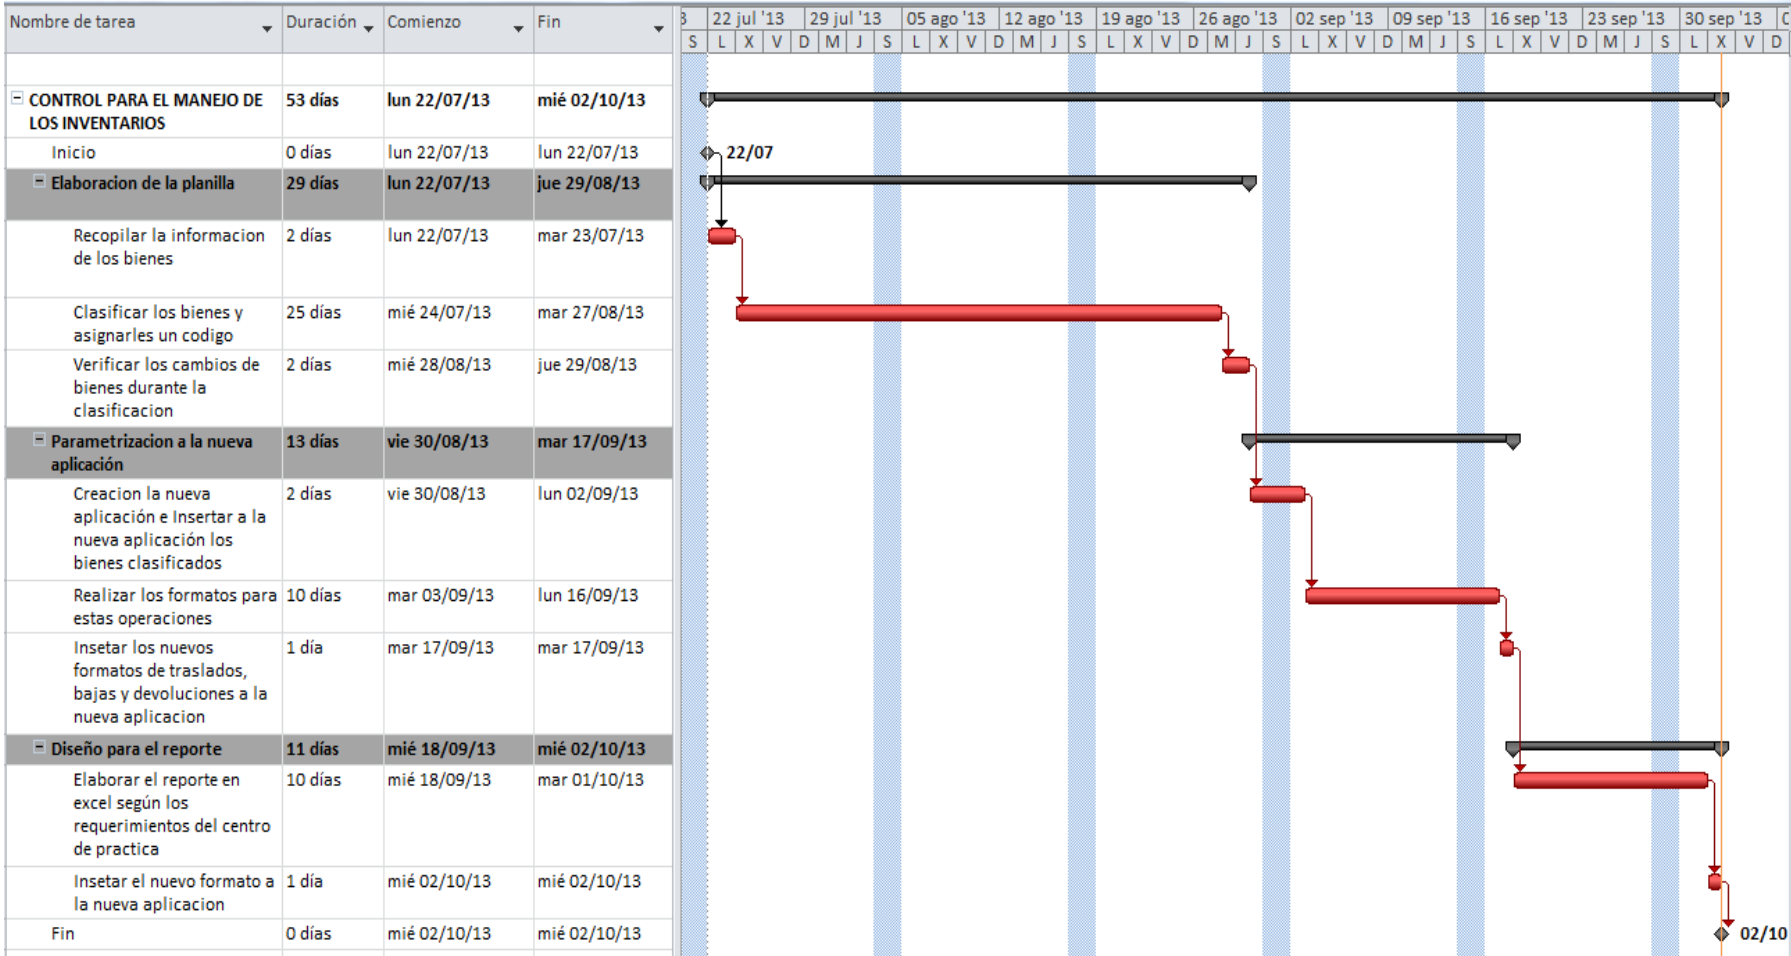 Nombre de tarea Duración Comienzo Fin 3 22 jul '13 29 jul '13 05 ago '13 12 ago '13 19 ago '13 26 ago '13 02 sep '13 09 sep '13 16 sep '13 23 sep '13 30 sep '13
S L X V D M J S L X V D M J S L X V D M J S L X V D M J S L X V D M J S L X V D
CONTROL PARA EL MANEJO DE 53 días lun 22/07/13 mié 02/10/13
LOS INVENTARIOS
Inicio 0 días lun 22/07/13 lun 22/07/13 22/07
Elaboracion de la planilla 29 días lun 22/07/13 jue 29/08/13
Recopilar la informacion 2 días lun 22/07/13 mar 23/07/13
de los bienes
Clasificar los bienes y 25 días mié 24/07/13 mar 27/08/13
asignarles un codigo
Verificar los cambios de 2 días mié 28/08/13 jue 29/08/13
bienes durante la
clasificacion
Parametrizacion a la nueva 13 días vie 30/08/13 mar 17/09/13
aplicación
Creacion la nueva 2 días vie 30/08/13 lun 02/09/13
aplicación e Insertar a la
nueva aplicación los
bienes clasificados
Realizar los formatos para 10 días mar 03/09/13 lun 16/09/13
estas operaciones
Insetar los nuevos 1 día mar 17/09/13 mar 17/09/13
formatos de traslados,
bajas y devoluciones a la
nueva aplicacion
Diseño para el reporte 11 días mié 18/09/13 mié 02/10/13
Elaborar el reporte en 10 días mié 18/09/13 mar 01/10/13
excel según los
requerimientos del centro
de practica
Insetar el nuevo formato a 1 día mié 02/10/13 mié 02/10/13
la nueva aplicacion
Fin 0 días mié 02/10/13 mié 02/10/13 02/10